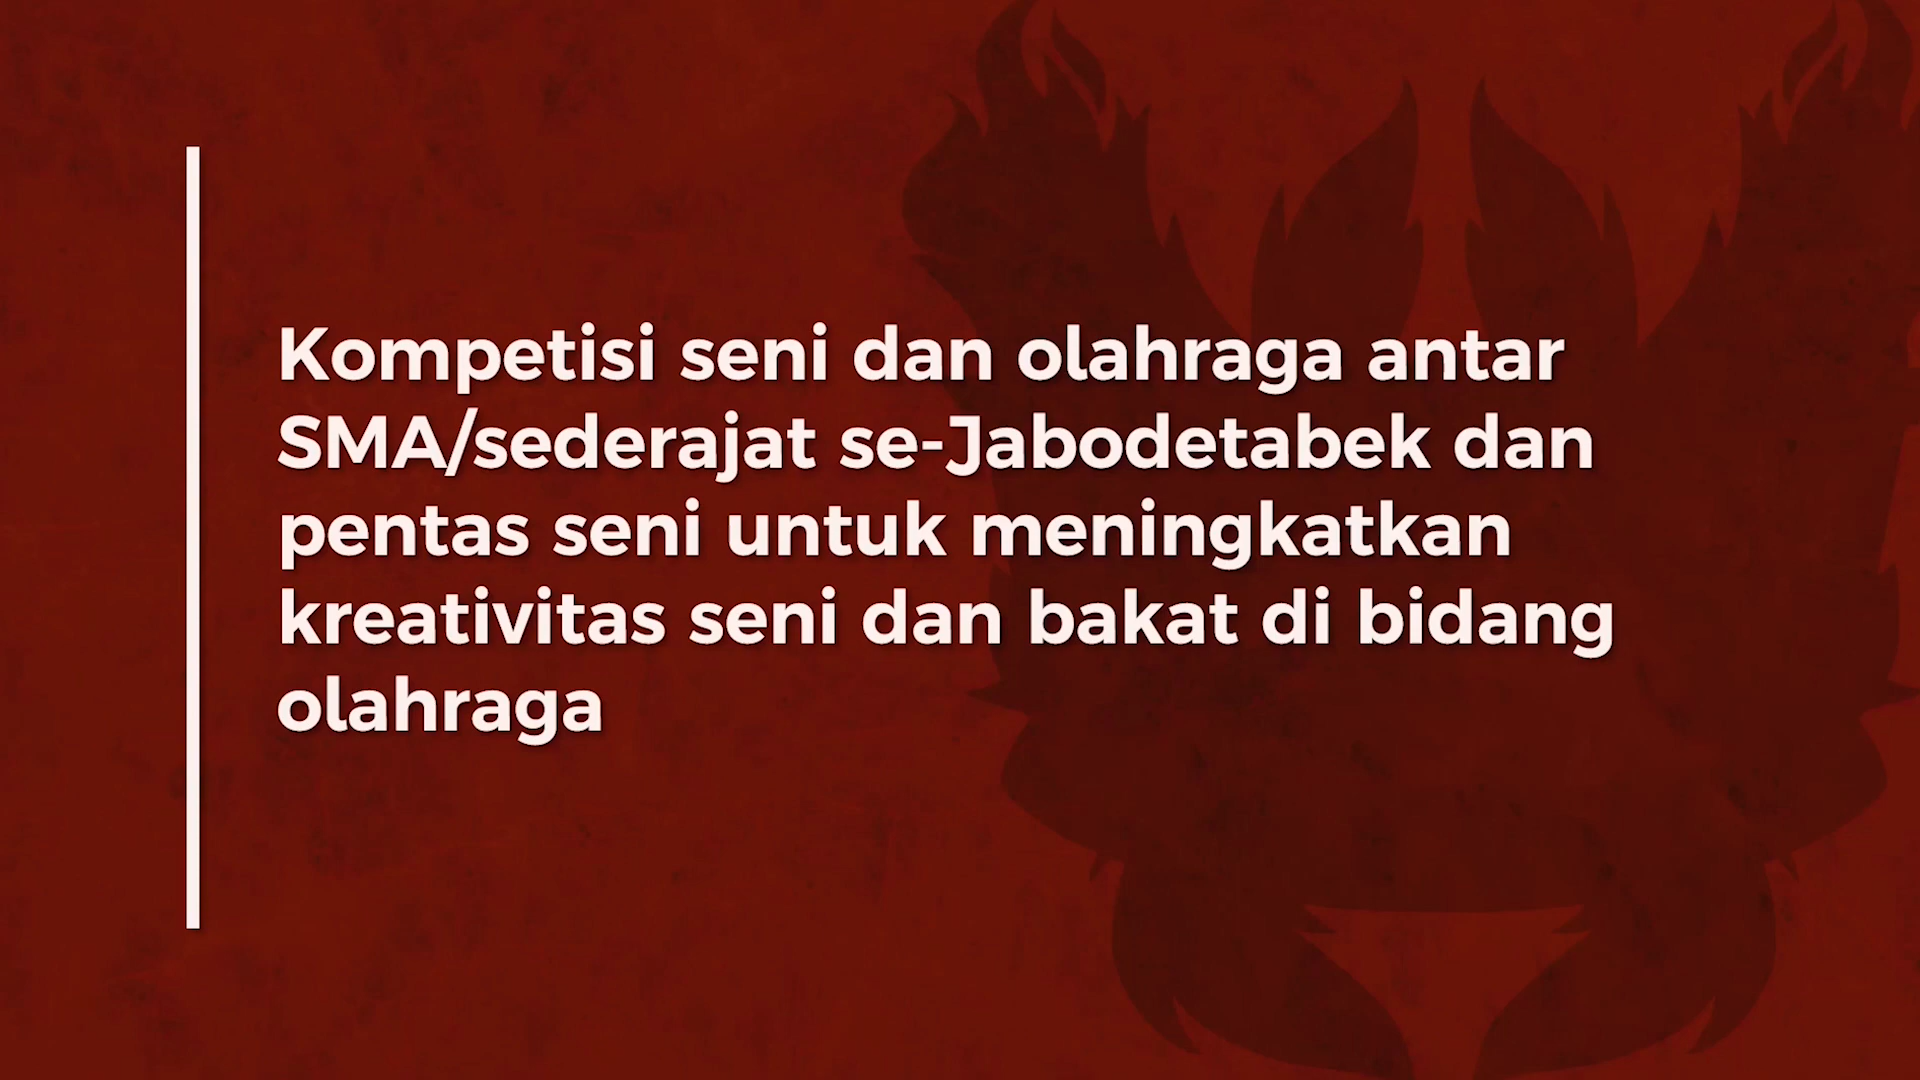 Kompetisi seni dan olahraga antar
SMA/sederajat se-Jabodetabek dan
pentas seni untuk meningkatkan
kreativitas seni dan bakat di bidang
olahraga